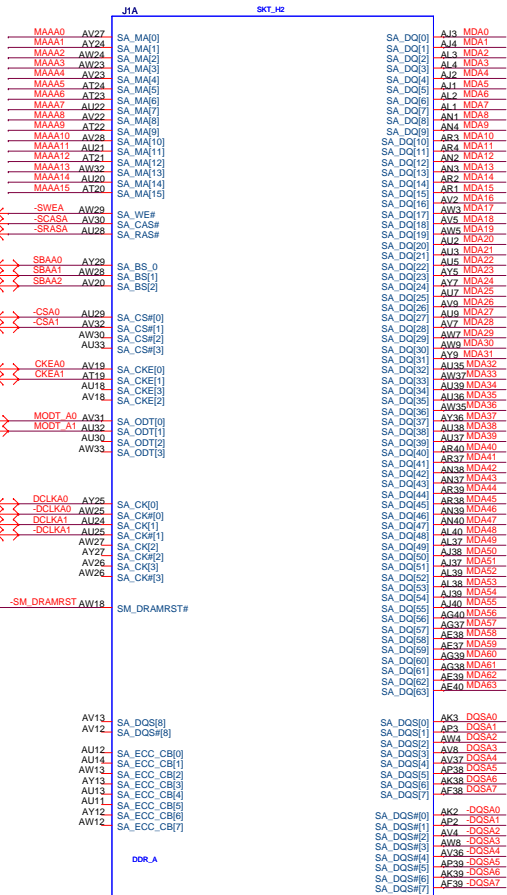 J1A
SKT_H2
MAAA0 AV27 SA_MA[0]
MAAA1 AY24 SA_MA[1]
MAAA2 AW24 SA_MA[2]
MAAA3 AW23 SA_MA[3]
MAAA4 AV23 SA_MA[4]
MAAA5 AT24 SA_MA[5]
MAAA6 AT23 SA_MA[6]
MAAA7 AU22 SA_MA[7]
MAAA8 AV22 SA_MA[8]
MAAA9 AT22 SA_MA[9]
MAAA10 AV28 SA_MA[10]
MAAA11 AU21 SA_MA[11]
MAAA12 AT21 SA_MA[12]
MAAA13 AW32 SA_MA[13]
MAAA14 AU20 SA_MA[14]
MAAA15 AT20 SA_MA[15]
-SWEA AW29 SA_WE#
-SCASA AV30 SA_CAS#
-SRASA AU28 SA_RAS#
SBAA0 AY29 SA_BS_0
SBAA1 AW28 SA_BS[1]
SBAA2 AV20 SA_BS[2]
-CSA0 AU29 SA_CS#[0]
-CSA1 AV32 SA_CS#[1]
AW30 SA_CS#[2]
AU33 SA_CS#[3]
CKEA0 AV19 SA_CKE[0]
CKEA1 AT19 SA_CKE[1]
AU18 SA_CKE[3]
AV18 SA_CKE[2]
MODT_A0 AV31 SA_ODT[0]
MODT_A1 AU32 SA_ODT[1]
AU30 SA_ODT[2]
AW33 SA_ODT[3]
DCLKA0 AY25 SA_CK[0]
-DCLKA0 AW25 SA_CK#[0]
DCLKA1 AU24 SA_CK[1]
-DCLKA1 AU25 SA_CK#[1]
AW27 SA_CK[2]
AY27 SA_CK#[2]
AV26 SA_CK[3]
AW26 SA_CK#[3]
-SM_DRAMRST AW18 SM_DRAMRST#
AV13 SA_DQS[8]
AV12 SA_DQS#[8]
AU12 SA_ECC_CB[0]
AU14 SA_ECC_CB[1]
AW13 SA_ECC_CB[2]
AY13 SA_ECC_CB[3]
AU13 SA_ECC_CB[4]
AU11 SA_ECC_CB[5]
AY12 SA_ECC_CB[6]
AW12 SA_ECC_CB[7]
DDR_A
SA_DQ[0] AJ3 MDA0
SA_DQ[1] AJ4 MDA1
SA_DQ[2] AL3 MDA2
SA_DQ[3] AL4 MDA3
SA_DQ[4] AJ2 MDA4
SA_DQ[5] AJ1 MDA5
SA_DQ[6] AL2 MDA6
SA_DQ[7] AL1 MDA7
SA_DQ[8] AN1 MDA8
SA_DQ[9] AN4 MDA9
SA_DQ[10] AR3 MDA10
SA_DQ[11] AR4 MDA11
SA_DQ[12] AN2 MDA12
SA_DQ[13] AN3 MDA13
SA_DQ[14] AR2 MDA14
SA_DQ[15] AR1 MDA15
SA_DQ[16] AV2 MDA16
SA_DQ[17] AW3 MDA17
SA_DQ[18] AV5 MDA18
SA_DQ[19] AW5 MDA19
SA_DQ[20] AU2 MDA20
SA_DQ[21] AU3 MDA21
SA_DQ[22] AU5 MDA22
SA_DQ[23] AY5 MDA23
SA_DQ[24] AY7 MDA24
SA_DQ[25] AU7 MDA25
SA_DQ[26] AV9 MDA26
SA_DQ[27] AU9 MDA27
SA_DQ[28] AV7 MDA28
SA_DQ[29] AW7 MDA29
SA_DQ[30] AW9 MDA30
SA_DQ[31] AY9 MDA31
SA_DQ[32] AU35 MDA32
SA_DQ[33] AW37 MDA33
SA_DQ[34] AU39 MDA34
SA_DQ[35] AU36 MDA35
SA_DQ[36] AW35 MDA36
SA_DQ[37] AY36 MDA37
SA_DQ[38] AU38 MDA38
SA_DQ[39] AU37 MDA39
SA_DQ[40] AR40 MDA40
SA_DQ[41] AR37 MDA41
SA_DQ[42] AN38 MDA42
SA_DQ[43] AN37 MDA43
SA_DQ[44] AR39 MDA44
SA_DQ[45] AR38 MDA45
SA_DQ[46] AN39 MDA46
SA_DQ[47] AN40 MDA47
SA_DQ[48] AL40 MDA48
SA_DQ[49] AL37 MDA49
SA_DQ[50] AJ38 MDA50
SA_DQ[51] AJ37 MDA51
SA_DQ[52] AL39 MDA52
SA_DQ[53] AL38 MDA53
SA_DQ[54] AJ39 MDA54
SA_DQ[55] AJ40 MDA55
SA_DQ[56] AG40 MDA56
SA_DQ[57] AG37 MDA57
SA_DQ[58] AE38 MDA58
SA_DQ[59] AE37 MDA59
SA_DQ[60] AG39 MDA60
SA_DQ[61] AG38 MDA61
SA_DQ[62] AE39 MDA62
SA_DQ[63] AE40 MDA63
SA_DQS[0] AK3 DQSA0
SA_DQS[1] AP3 DQSA1
SA_DQS[2] AW4 DQSA2
SA_DQS[3] AV8 DQSA3
SA_DQS[4] AV37 DQSA4
SA_DQS[5] AP38 DQSA5
SA_DQS[6] AK38 DQSA6
SA_DQS[7] AF38 DQSA7
SA_DQS#[0] AK2 -DQSA0
SA_DQS#[1] AP2 -DQSA1
SA_DQS#[2] AV4 -DQSA2
SA_DQS#[3] AW8 -DQSA3
SA_DQS#[4] AV36 -DQSA4
SA_DQS#[5] AP39 -DQSA5
SA_DQS#[6] AK39 -DQSA6
SA_DQS#[7] AF39 -DQSA7